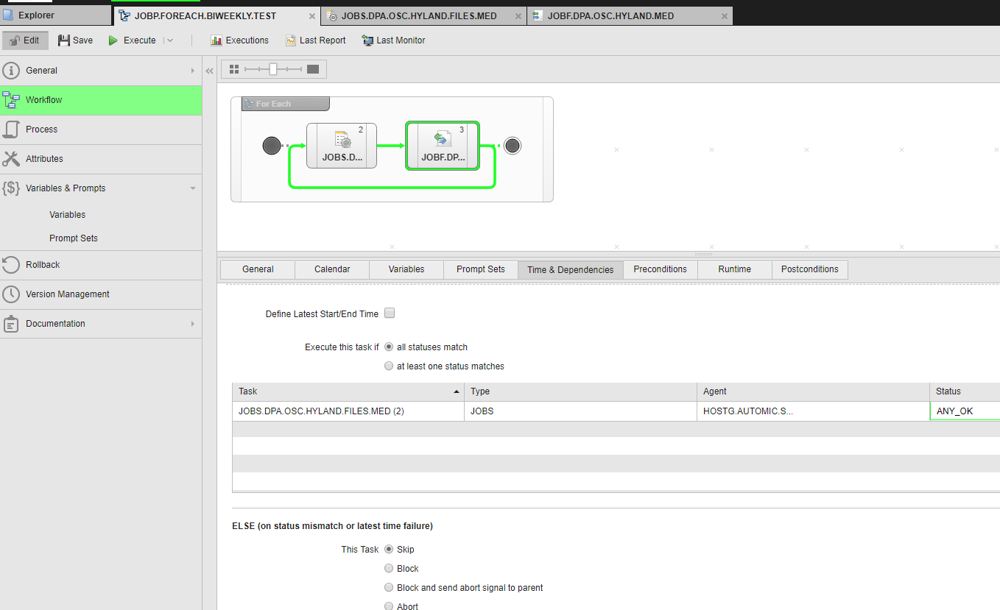 Explorer
JOBP.FOREACH.BIWEEKLY.TEST
JOBS.DPA.OSC.HYLAND.FILES.MED
JOBF.DPA.OSC.HYLAND.MED
Edit Save Execute Executions Last Report Last Monitor
General
Workflow
Process
Attributes
Variables & Prompts
Variables
Prompt Sets
Rollback
Version Management
Documentation
For Each
2
JOBS.D...
3
JOBF.DP...
General Calendar Variables Prompt Sets Time & Dependencies Preconditions Runtime Postconditions
Define Latest Start/End Time
Execute this task if all statuses match
at least one status matches
Task Type Agent Status
JOBS.DPA.OSC.HYLAND.FILES.MED (2) JOBS HOSTG.AUTOMIC.S... ANY_OK
ELSE (on status mismatch or latest time failure)
This Task Skip
Block
Block and send abort signal to parent
Abort